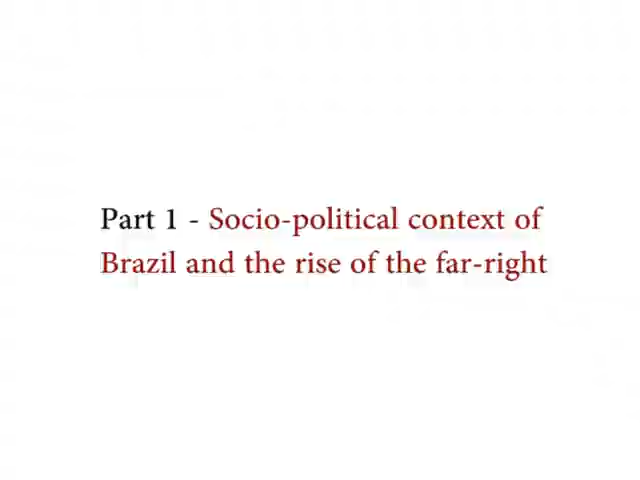 Part 1 - Socio-political context of
Brazil and the rise of the far-right